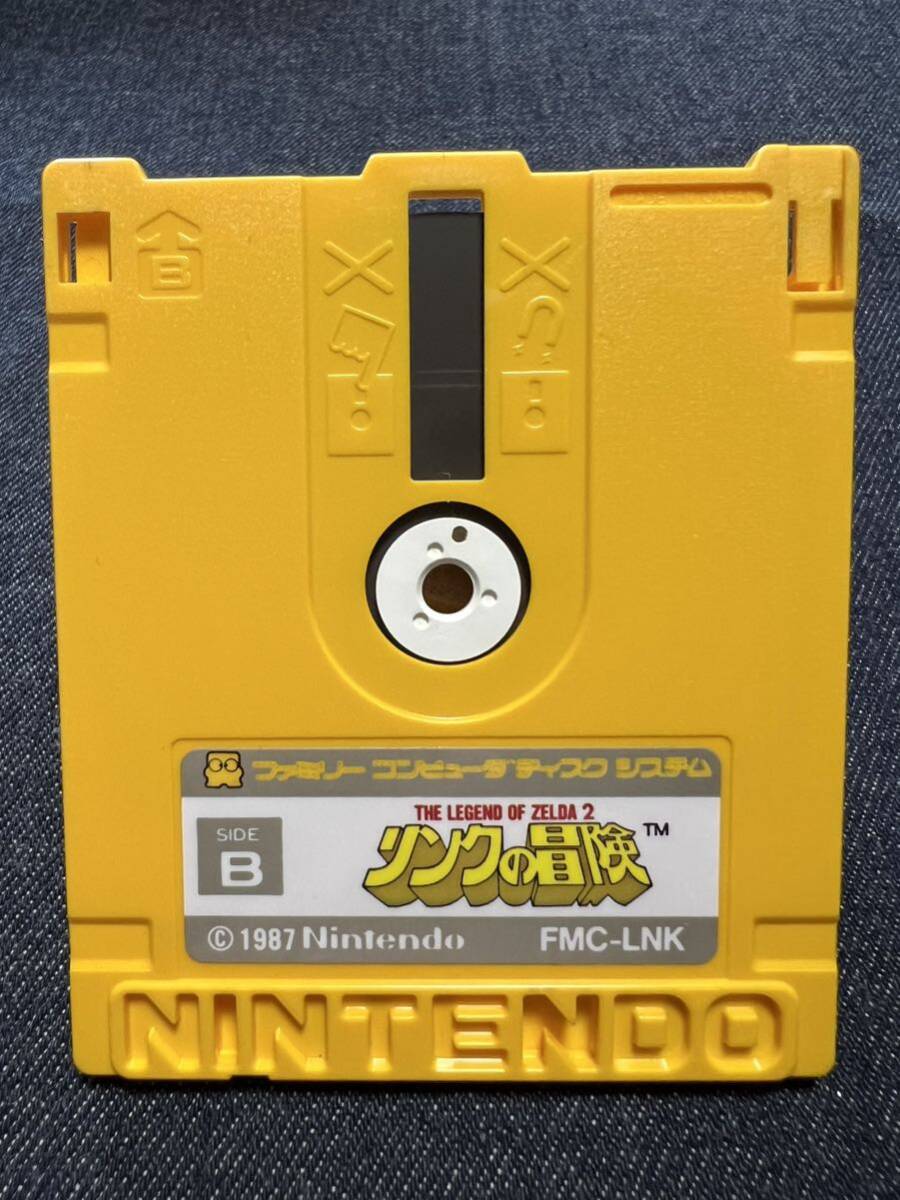 B
ファミリー コンピュータ ディスク システム
THE LEGEND OF ZELDA 2
SIDE
B
リンクの冒険™
© 1987 Nintendo FMC-LNK
NINTENDO